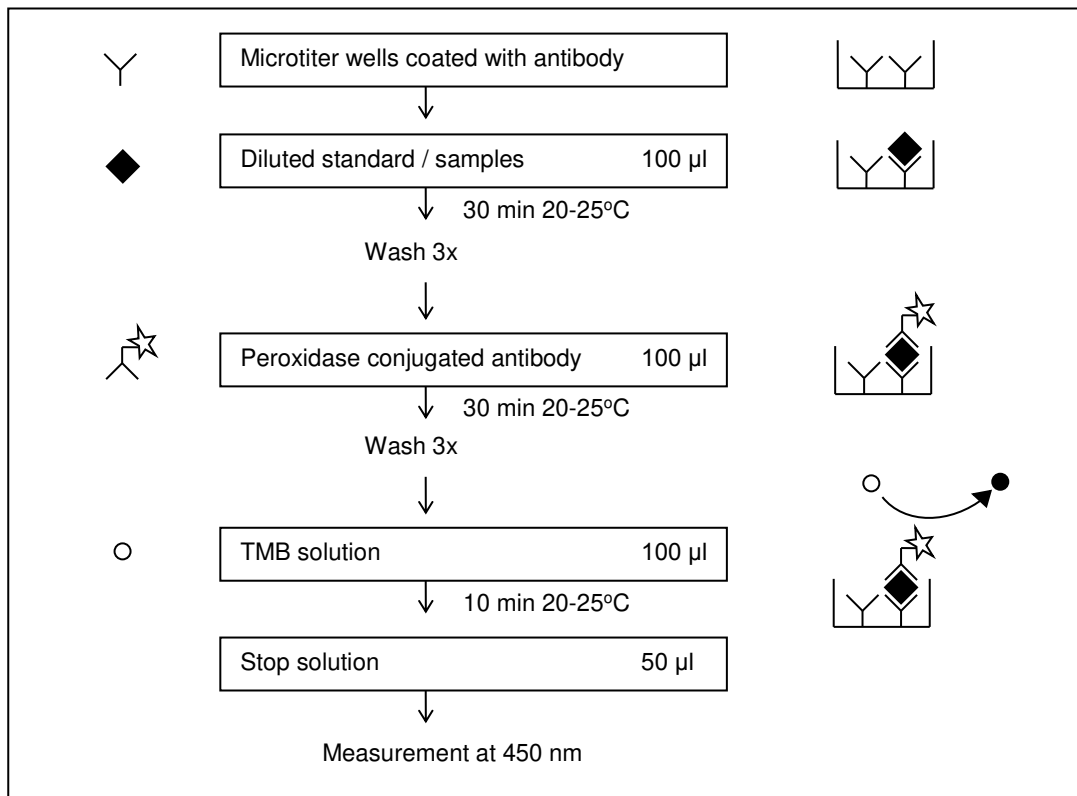 Microtiter wells coated with antibody
Diluted standard / samples 100 µl
30 min 20-25ºC
Wash 3x
Peroxidase conjugated antibody 100 µl
30 min 20-25ºC
Wash 3x
TMB solution 100 µl
10 min 20-25ºC
Stop solution 50 µl
Measurement at 450 nm